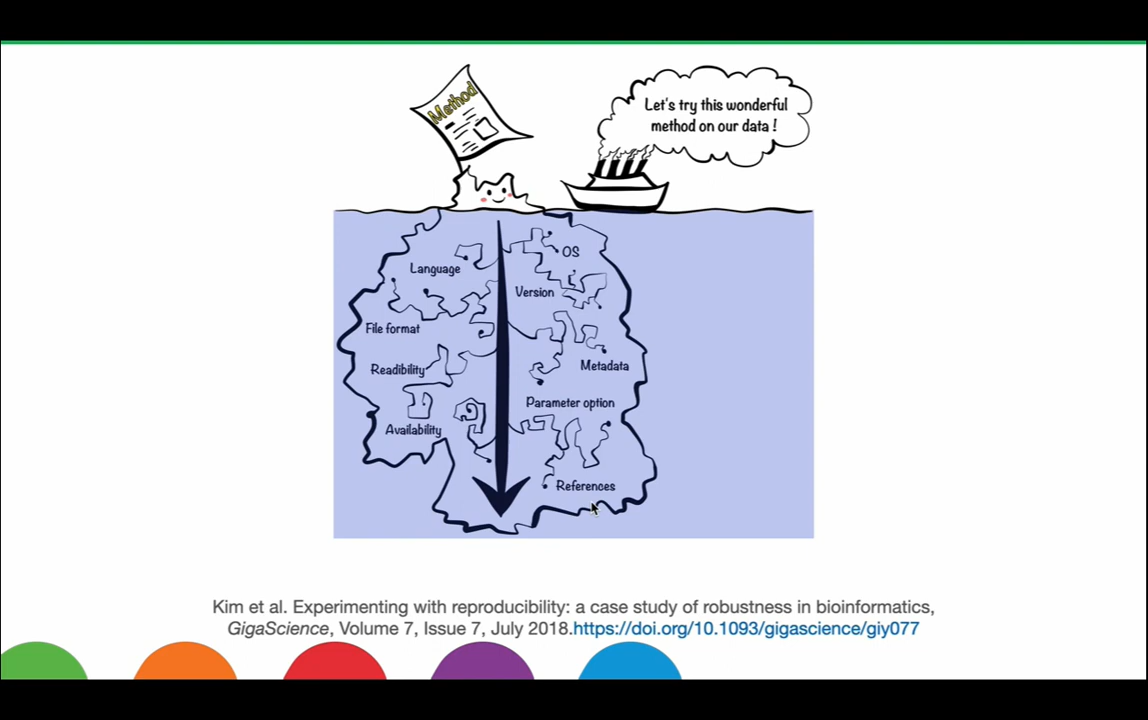 Method
Let's try this wonderful
method on our data !
OS
Language
Version
File format
Readibility
Metadata
Parameter option
Availability
References
Kim et al. Experimenting with reproducibility: a case study of robustness in bioinformatics,
GigaScience, Volume 7, Issue 7, July 2018.https://doi.org/10.1093/gigascience/giy077